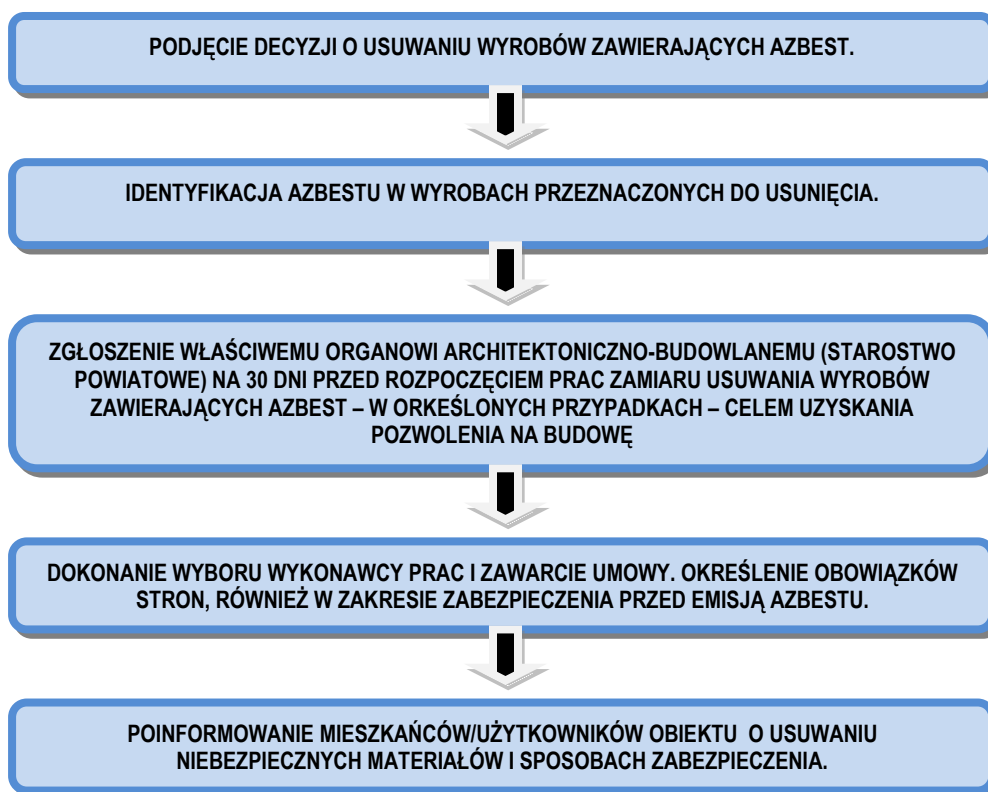 PODJĘCIE DECYZJI O USUWANIU WYROBÓW ZAWIERAJĄCYCH AZBEST.
IDENTYFIKACJA AZBESTU W WYROBACH PRZEZNACZONYCH DO USUNIĘCIA.
ZGŁOSZENIE WŁAŚCIWEMU ORGANOWI ARCHITEKTONICZNO-BUDOWLANEMU (STAROSTWO
POWIATOWE) NA 30 DNI PRZED ROZPOCZĘCIEM PRAC ZAMIARU USUWANIA WYROBÓW
ZAWIERAJĄCYCH AZBEST – W ORKEŚLONYCH PRZYPADKACH – CELEM UZYSKANIA
POZWOLENIA NA BUDOWĘ
DOKONANIE WYBORU WYKONAWCY PRAC I ZAWARCIE UMOWY. OKREŚLENIE OBOWIĄZKÓW
STRON, RÓWNIEŻ W ZAKRESIE ZABEZPIECZENIA PRZED EMISJĄ AZBESTU.
POINFORMOWANIE MIESZKAŃCÓW/UŻYTKOWNIKÓW OBIEKTU O USUWANIU
NIEBEZPIECZNYCH MATERIAŁÓW I SPOSOBACH ZABEZPIECZENIA.